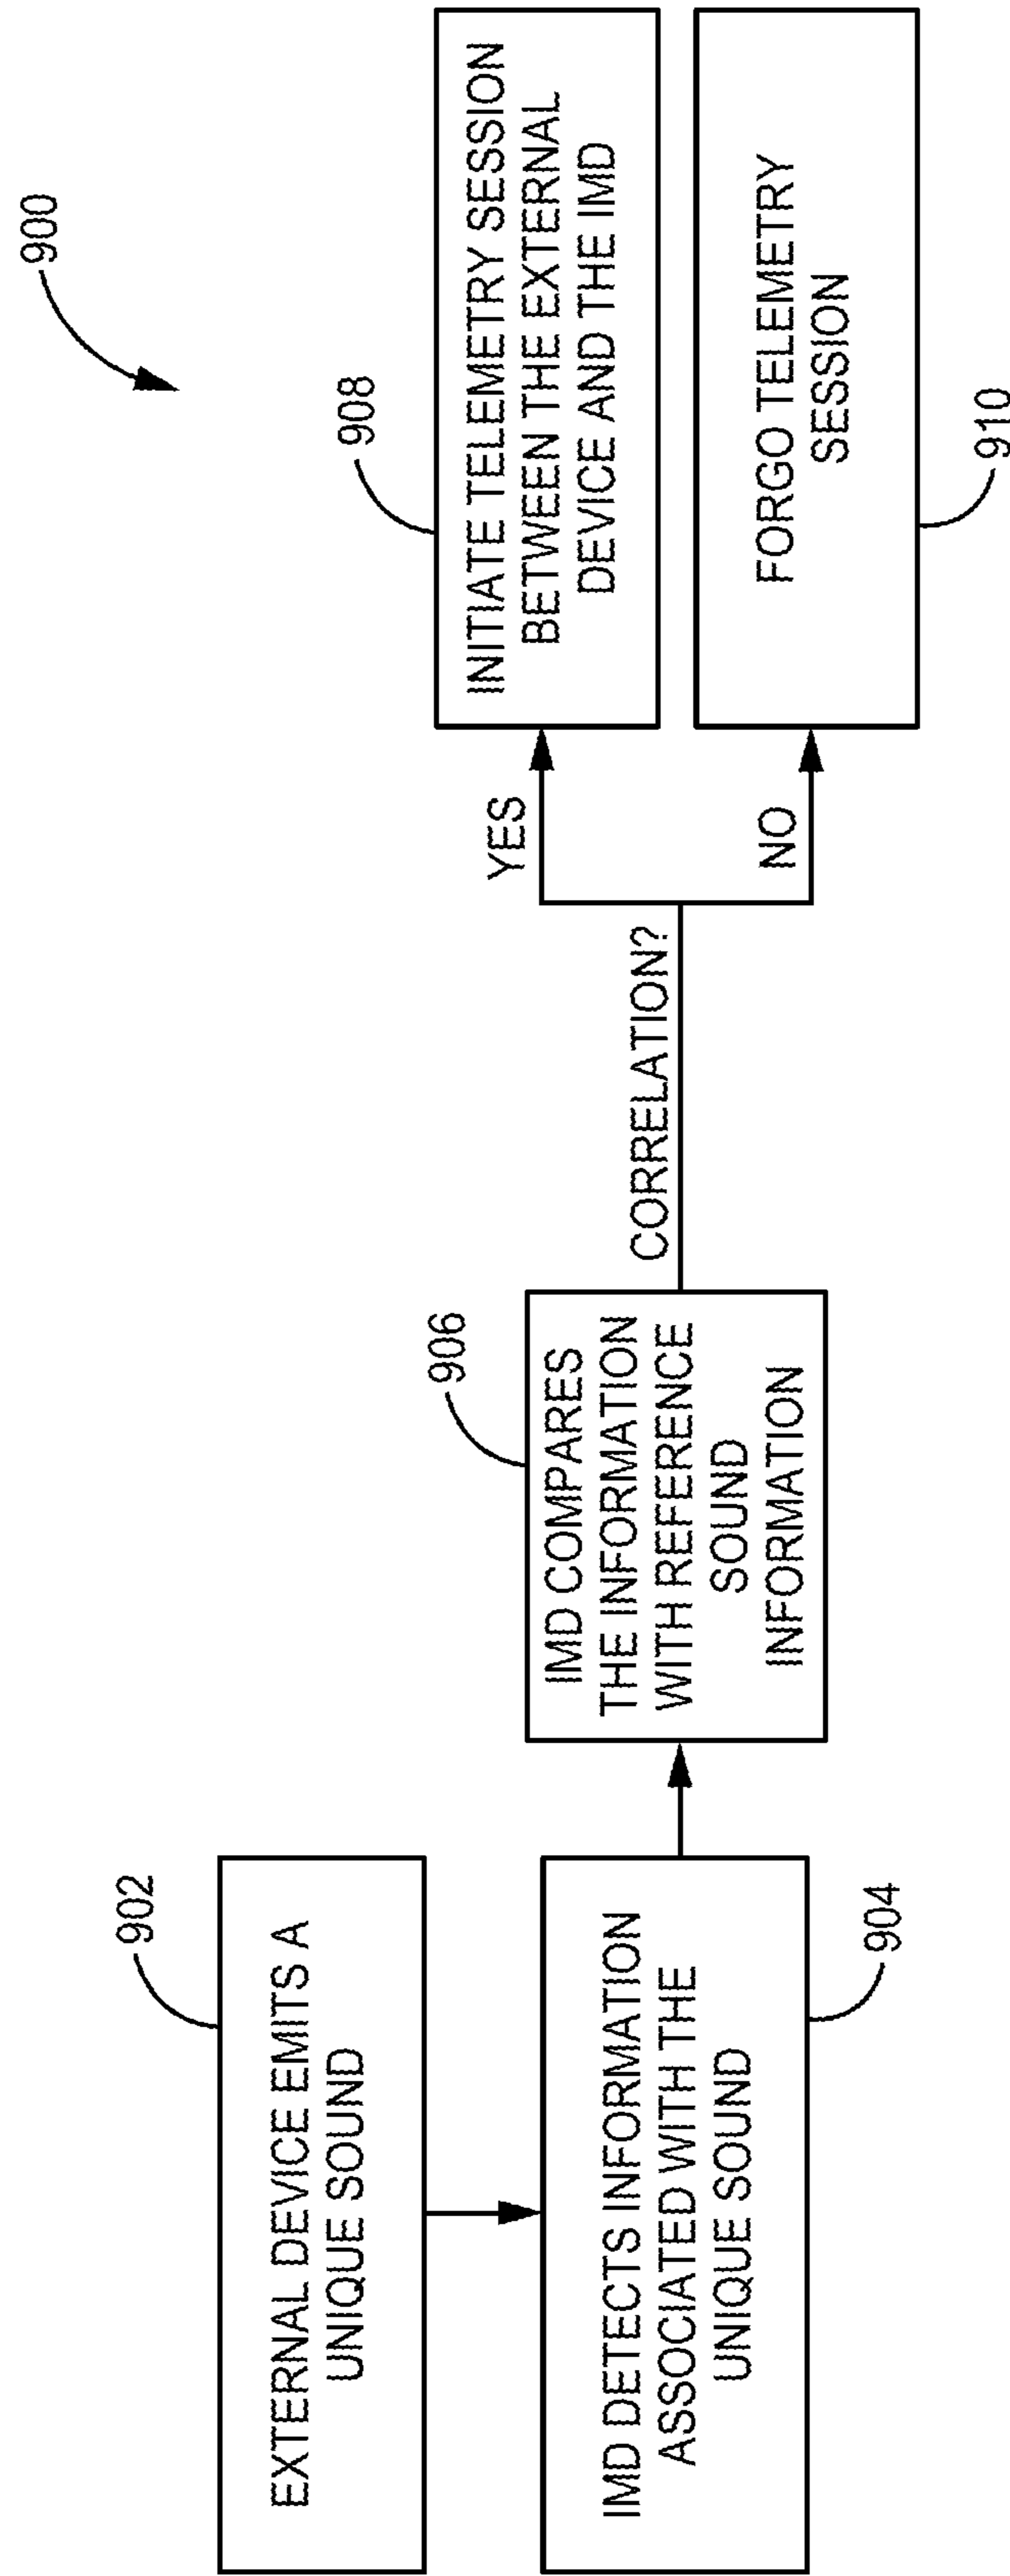 900
902
EXTERNAL DEVICE EMITS A
UNIQUE SOUND
IMD DETECTS INFORMATION
ASSOCIATED WITH THE
UNIQUE SOUND
904
906
IMD COMPARES
THE INFORMATION
WITH REFERENCE
SOUND
INFORMATION
CORRELATION?
YES
NO
908
INITIATE TELEMETRY SESSION
BETWEEN THE EXTERNAL
DEVICE AND THE IMD
FORGO TELEMETRY
SESSION
910